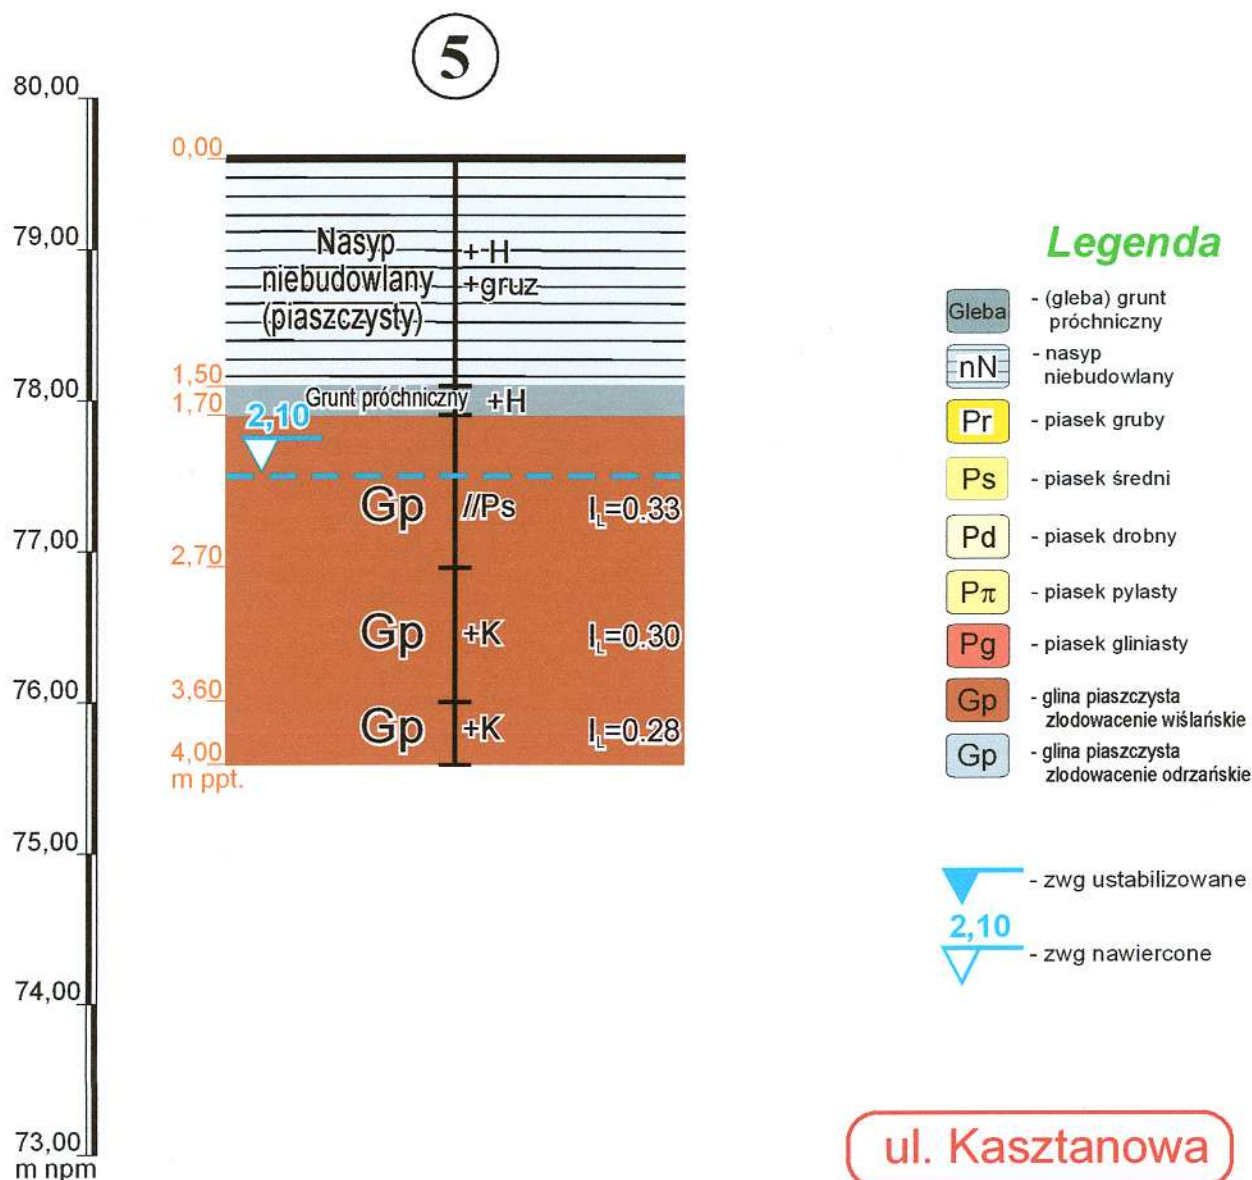 5
80,00
79,00
78,00
77,00
76,00
75,00
74,00
73,00
m npm
0,00
1,50
1,70
2,70
3,60
4,00
m ppt.
Nasyp
niebudowlany
(piaszczysty)
+-H
+gruz
Grunt próchniczny +H
2,10
Gp //Ps I_L=0.33
Gp +K I_L=0.30
Gp +K I_L=0.28
Legenda
Gleba - (gleba) grunt
próchniczny
nN - nasyp
niebudowlany
Pr - piasek gruby
Ps - piasek średni
Pd - piasek drobny
Pπ - piasek pylasty
Pg - piasek gliniasty
Gp - glina piaszczysta
zlodowacenie wiślańskie
Gp - glina piaszczysta
zlodowacenie odrzańskie
- zwg ustabilizowane
2,10
- zwg nawiercone
ul. Kasztanowa